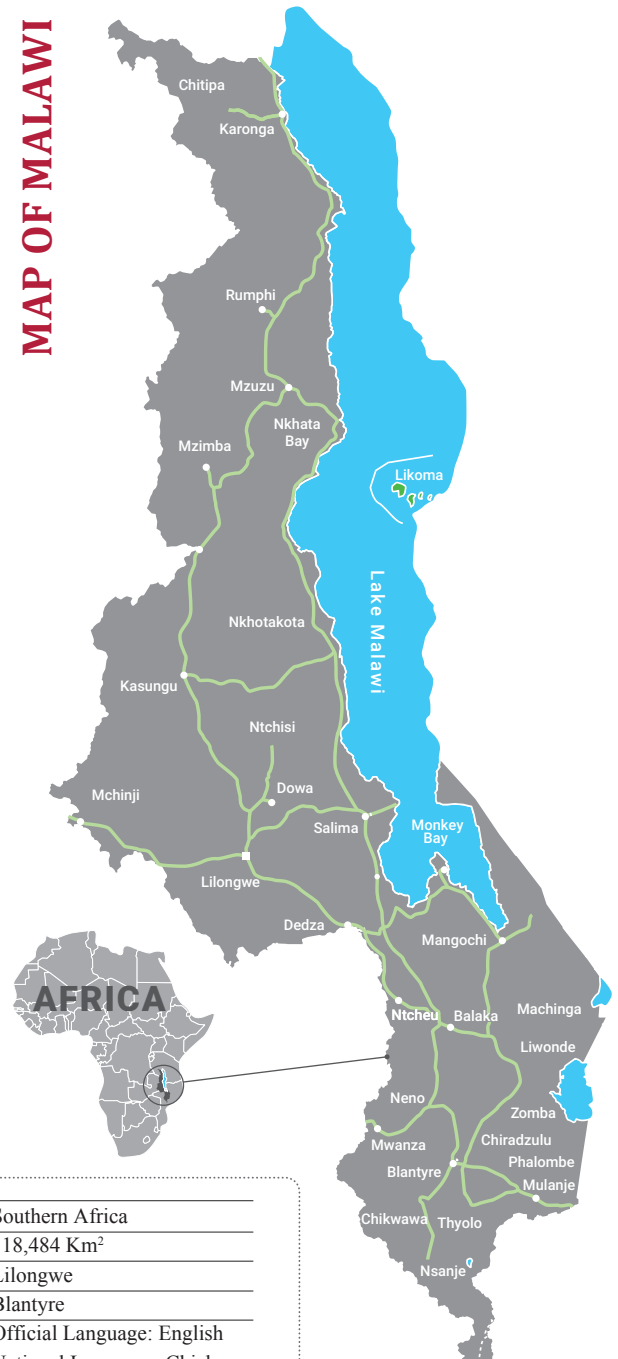 MAP OF MALAWI
Chitipa
Karonga
Rumphi
Mzuzu
Nkhata
Bay
Mzimba
Likoma
Lake Malawi
Nkhotakota
Kasungu
Ntchisi
Dowa
Mchinji
Salima
Monkey
Bay
Lilongwe
Dedza
Mangochi
AFRICA
Ntcheu
Balaka
Machinga
Liwonde
Neno
Zomba
Mwanza
Chiradzulu
Phalombe
Blantyre
Mulanje
Chikwawa
Thyolo
Nsanje
Southern Africa
18,484 Km²
Lilongwe
Blantyre
Official Language: English